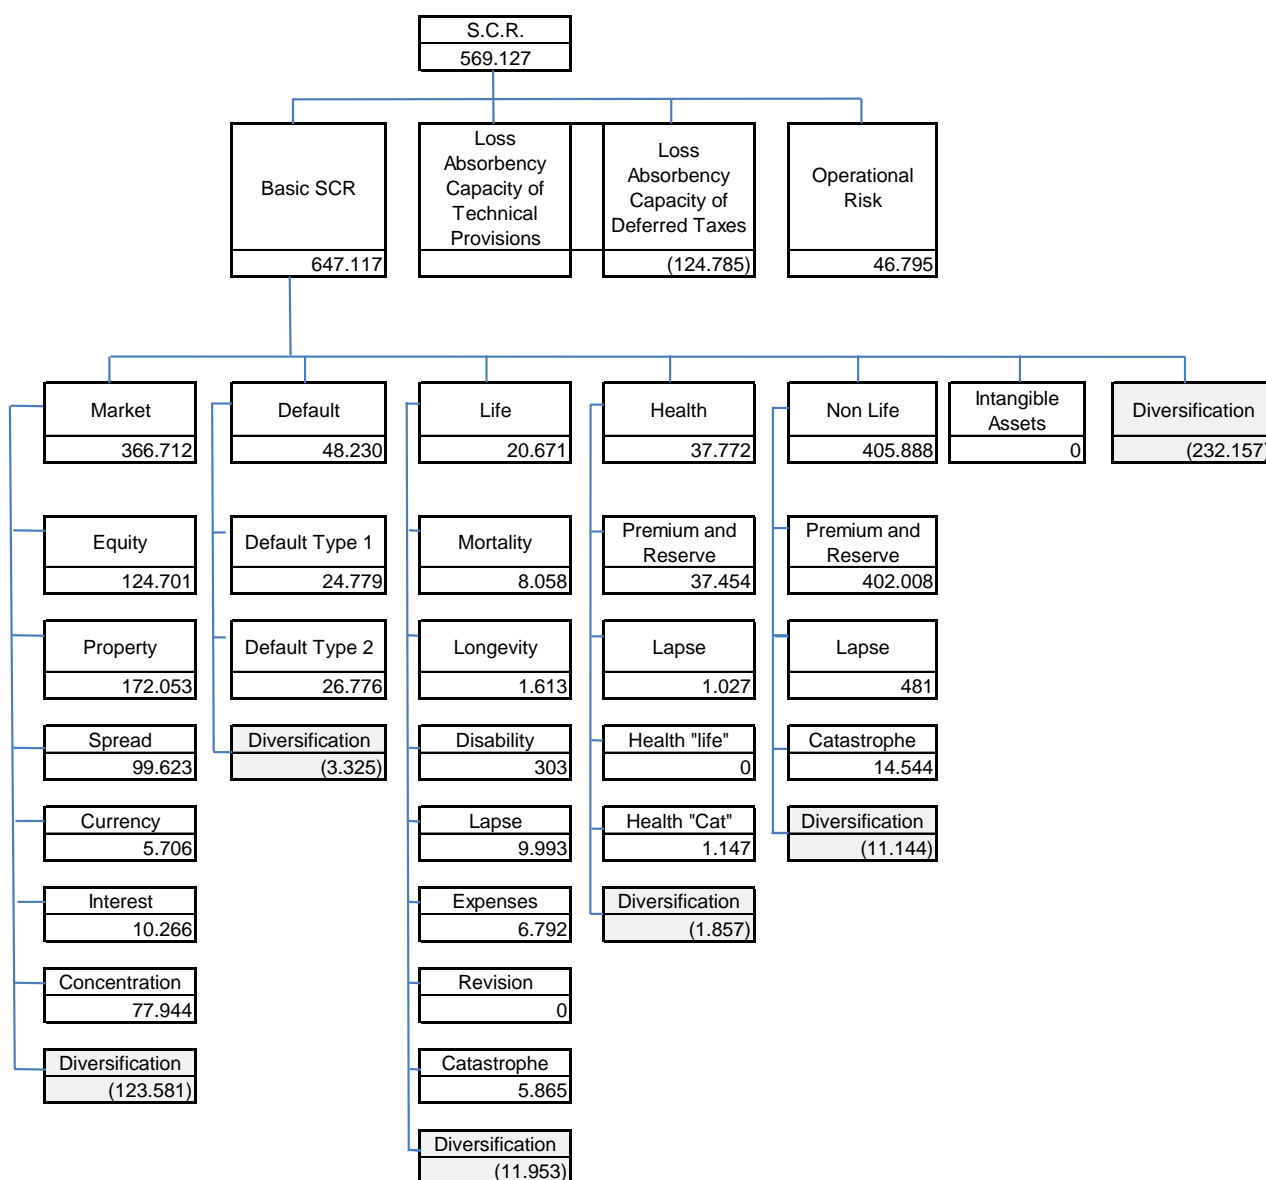 S.C.R.
569.127
Basic SCR
647.117
Loss
Absorbency
Capacity of
Technical
Provisions
Loss
Absorbency
Capacity of
Deferred Taxes
(124.785)
Operational
Risk
46.795
Market
366.712
Default
48.230
Life
20.671
Health
37.772
Non Life
405.888
Intangible
Assets
0
Diversification
(232.157)
Equity
124.701
Property
172.053
Spread
99.623
Currency
5.706
Interest
10.266
Concentration
77.944
Diversification
(123.581)
Default Type 1
24.779
Default Type 2
26.776
Diversification
(3.325)
Mortality
8.058
Longevity
1.613
Disability
303
Lapse
9.993
Expenses
6.792
Revision
0
Catastrophe
5.865
Diversification
(11.953)
Premium and
Reserve
37.454
Lapse
1.027
Health "life"
0
Health "Cat"
1.147
Diversification
(1.857)
Premium and
Reserve
402.008
Lapse
481
Catastrophe
14.544
Diversification
(11.144)